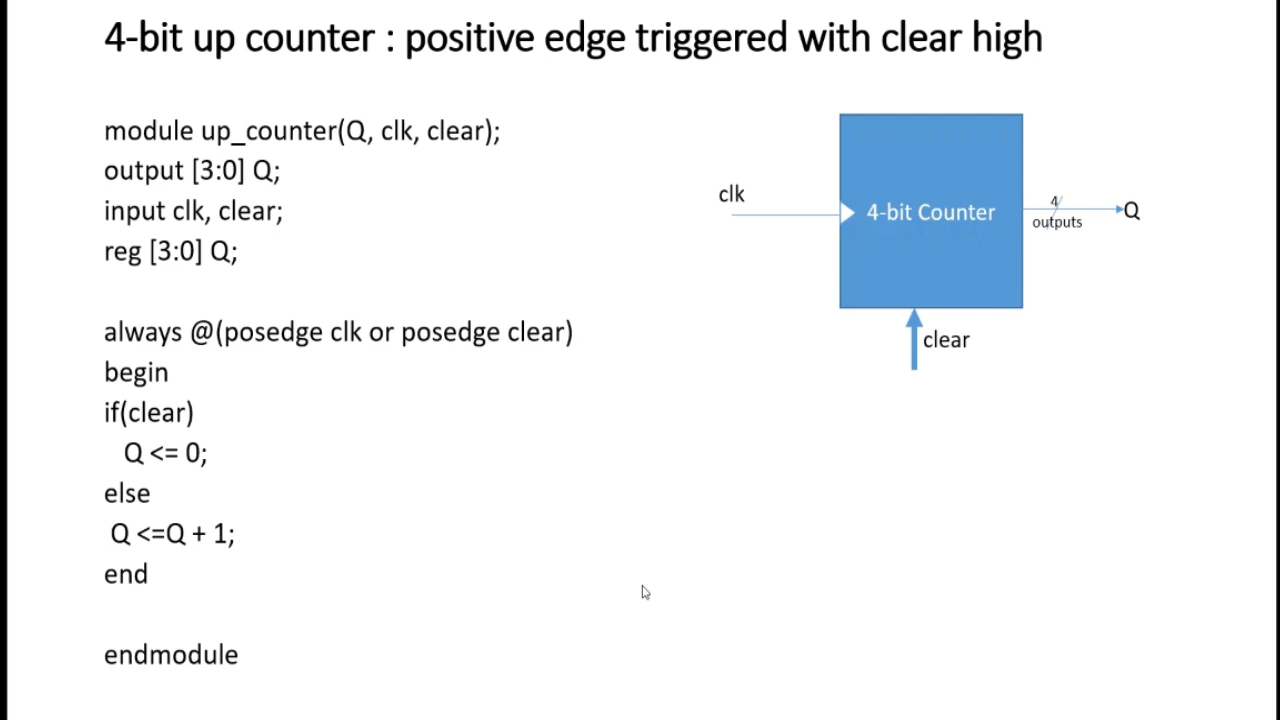 4-bit up counter : positive edge triggered with clear high
module up_counter(Q, clk, clear);
output [3:0] Q;
input clk, clear;
reg [3:0] Q;
always @(posedge clk or posedge clear)
begin
if(clear)
Q <= 0;
else
Q <=Q + 1;
end
endmodule
clk
4-bit Counter
4
outputs
Q
clear